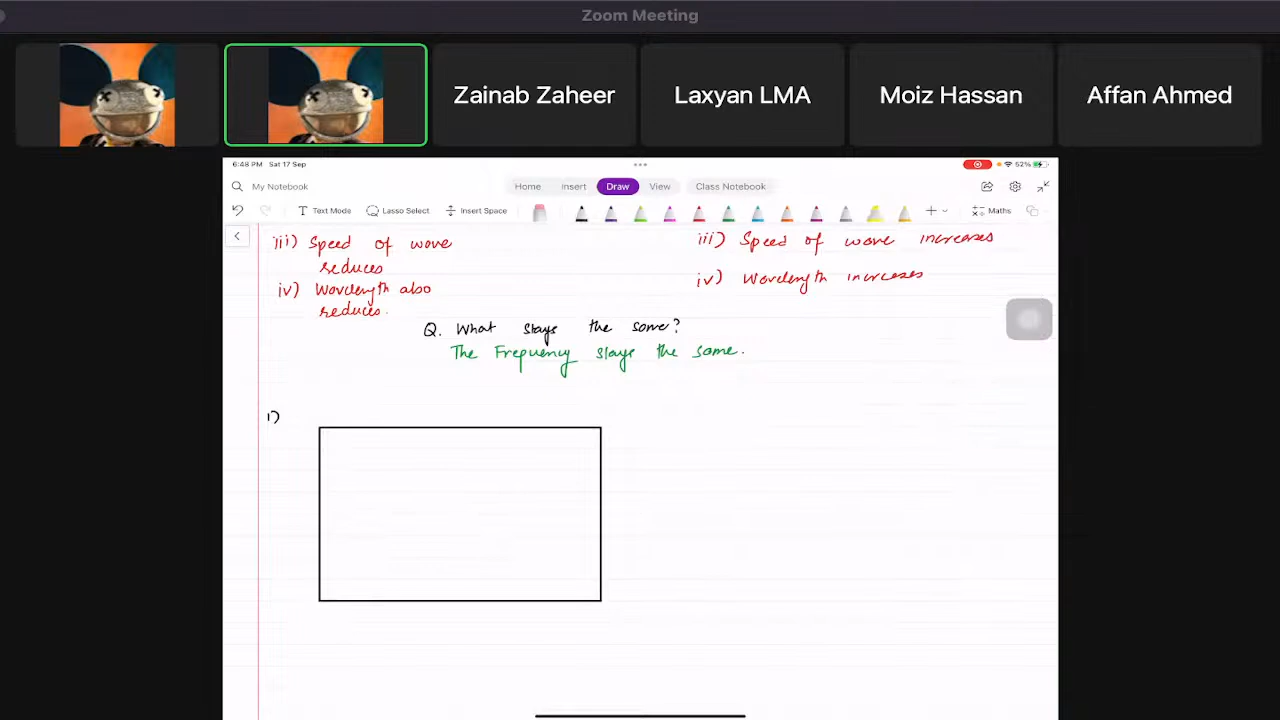 Zoom Meeting
Zainab Zaheer
Laxyan LMA
Moiz Hassan
Affan Ahmed
6:48 PM Sat 17 Sep
52%
My Notebook
Home Insert Draw View Class Notebook
Text Mode Lasso Select Insert Space Maths
iii) Speed of wave
reduces
iv) Wavelength also
reduces.
iii) Speed of wave increases
iv) Wavelength increases
Q. What stays the same?
The Frequency stays the same.
1)